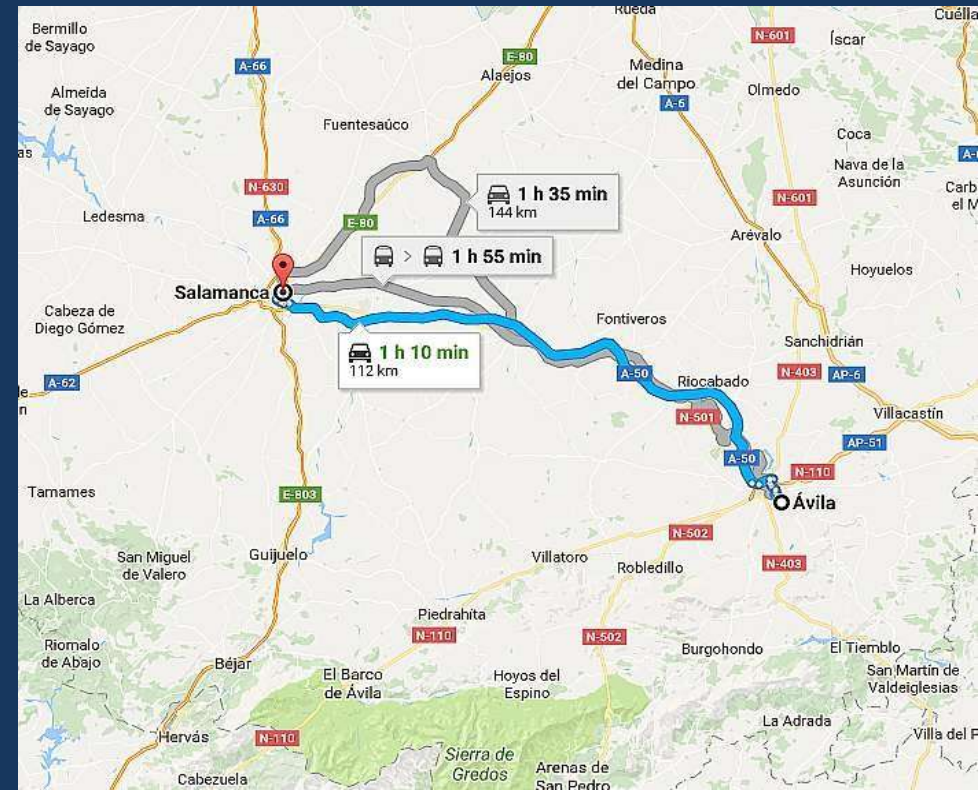 Rueda
Cuélla
Bermillo
de Sayago
N-601
Íscar
E-80
A-66
Alaejos
Medina
del Campo
Olmedo
Almeida
de Sayago
A-6
Fuentesaúco
Coca
as
Nava de la
Asunción
N-630
1 h 35 min
144 km
N-601
Carb
el M
Ledesma
A-66
E-80
Arévalo
1 h 55 min
Hoyuelos
Salamanca
Cabeza de
Diego Gómez
Fontiveros
Sanchidrián
1 h 10 min
112 km
A-62
A-50
Riocabado
N-403
AP-6
N-501
Villacastín
AP-51
A-50
N-110
Tamames
E-803
Ávila
N-502
San Miguel
de Valero
Guijuelo
Villatoro
Robledillo
N-403
La Alberca
Piedrahíta
N-110
N-502
Riomalo
de Abajo
Béjar
Burgohondo
El Tiemblo
El Barco
de Ávila
Hoyos del
Espino
San Martín de
Valdeiglesias
La Adrada
Hervás
N-110
Villa del P
Sierra de
Gredos
Cabezuela
Arenas de
San Pedro